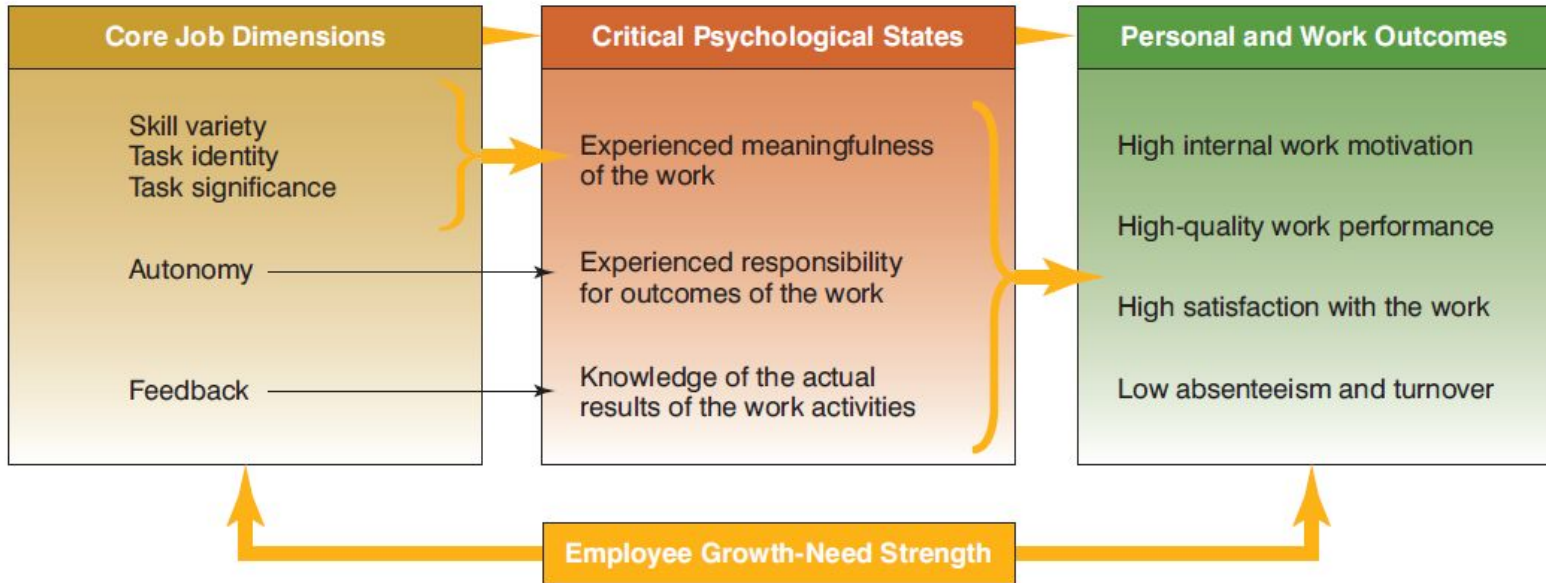 Core Job Dimensions
Skill variety
Task identity
Task significance
Autonomy
Feedback
Critical Psychological States
Experienced meaningfulness
of the work
Experienced responsibility
for outcomes of the work
Knowledge of the actual
results of the work activities
Personal and Work Outcomes
High internal work motivation
High-quality work performance
High satisfaction with the work
Low absenteeism and turnover
Employee Growth-Need Strength